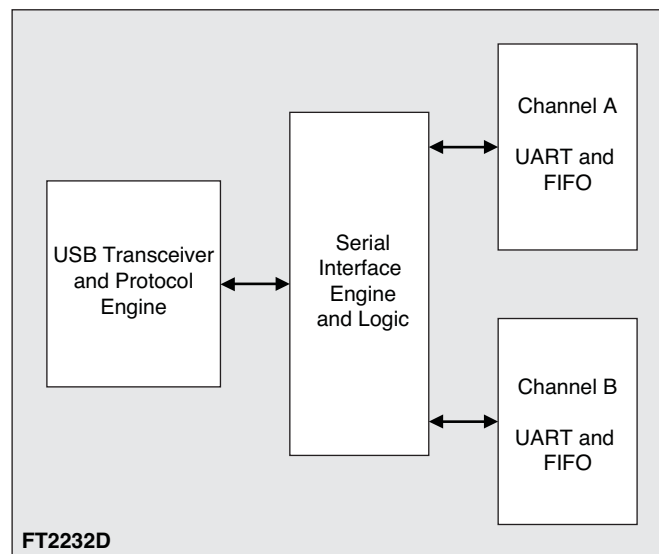 USB Transceiver
and Protocol
Engine
Serial
Interface
Engine
and Logic
Channel A
UART and
FIFO
Channel B
UART and
FIFO
FT2232D